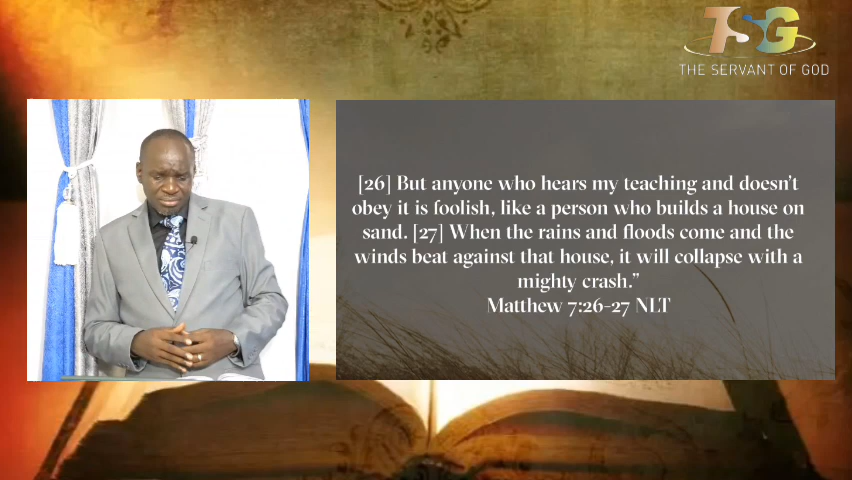 TSG
THE SERVANT OF GOD
[26] But anyone who hears my teaching and doesn't
obey it is foolish, like a person who builds a house on
sand. [27] When the rains and floods come and the
winds beat against that house, it will collapse with a
mighty crash.”
Matthew 7:26-27 NLT